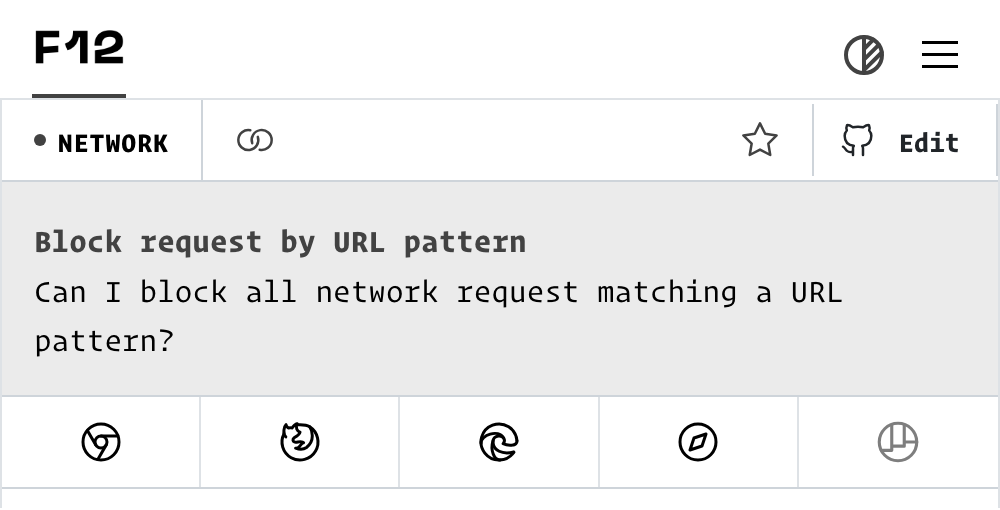 F12
NETWORK
Edit
Block request by URL pattern
Can I block all network request matching a URL
pattern?